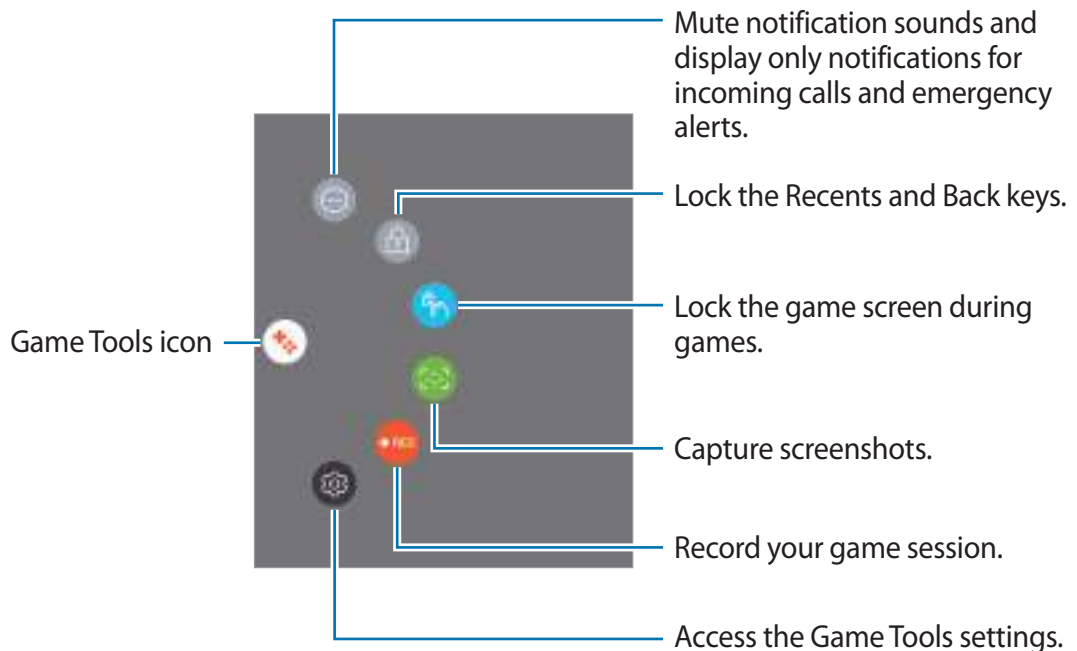 Mute notification sounds and
display only notifications for
incoming calls and emergency
alerts.
Lock the Recents and Back keys.
Lock the game screen during
games.
Game Tools icon
Capture screenshots.
REC
Record your game session.
Access the Game Tools settings.